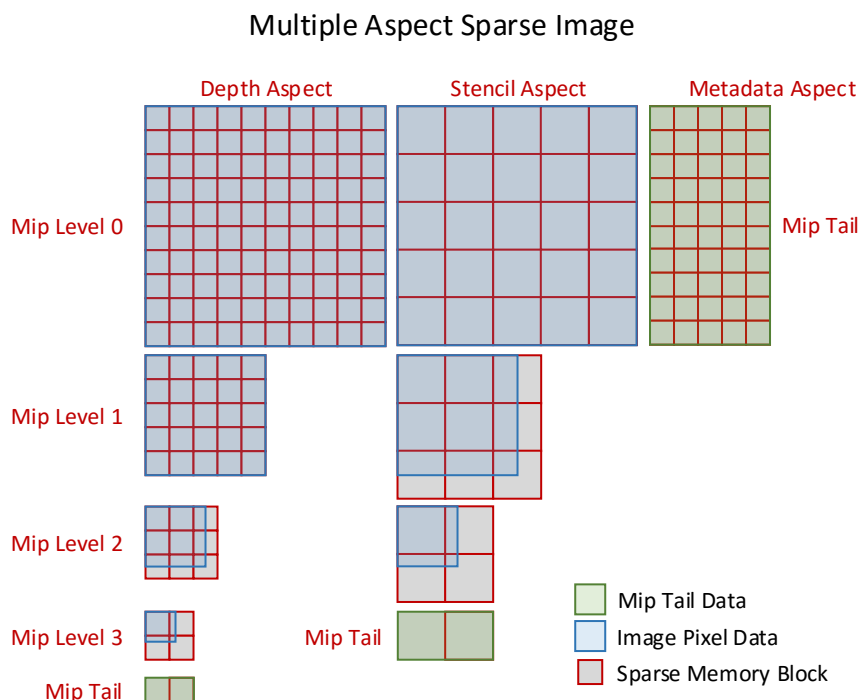 Multiple Aspect Sparse Image
Depth Aspect
Stencil Aspect
Metadata Aspect
Mip Level 0
Mip Tail
Mip Level 1
Mip Level 2
Mip Level 3
Mip Tail
Mip Tail
Mip Tail Data
Image Pixel Data
Sparse Memory Block